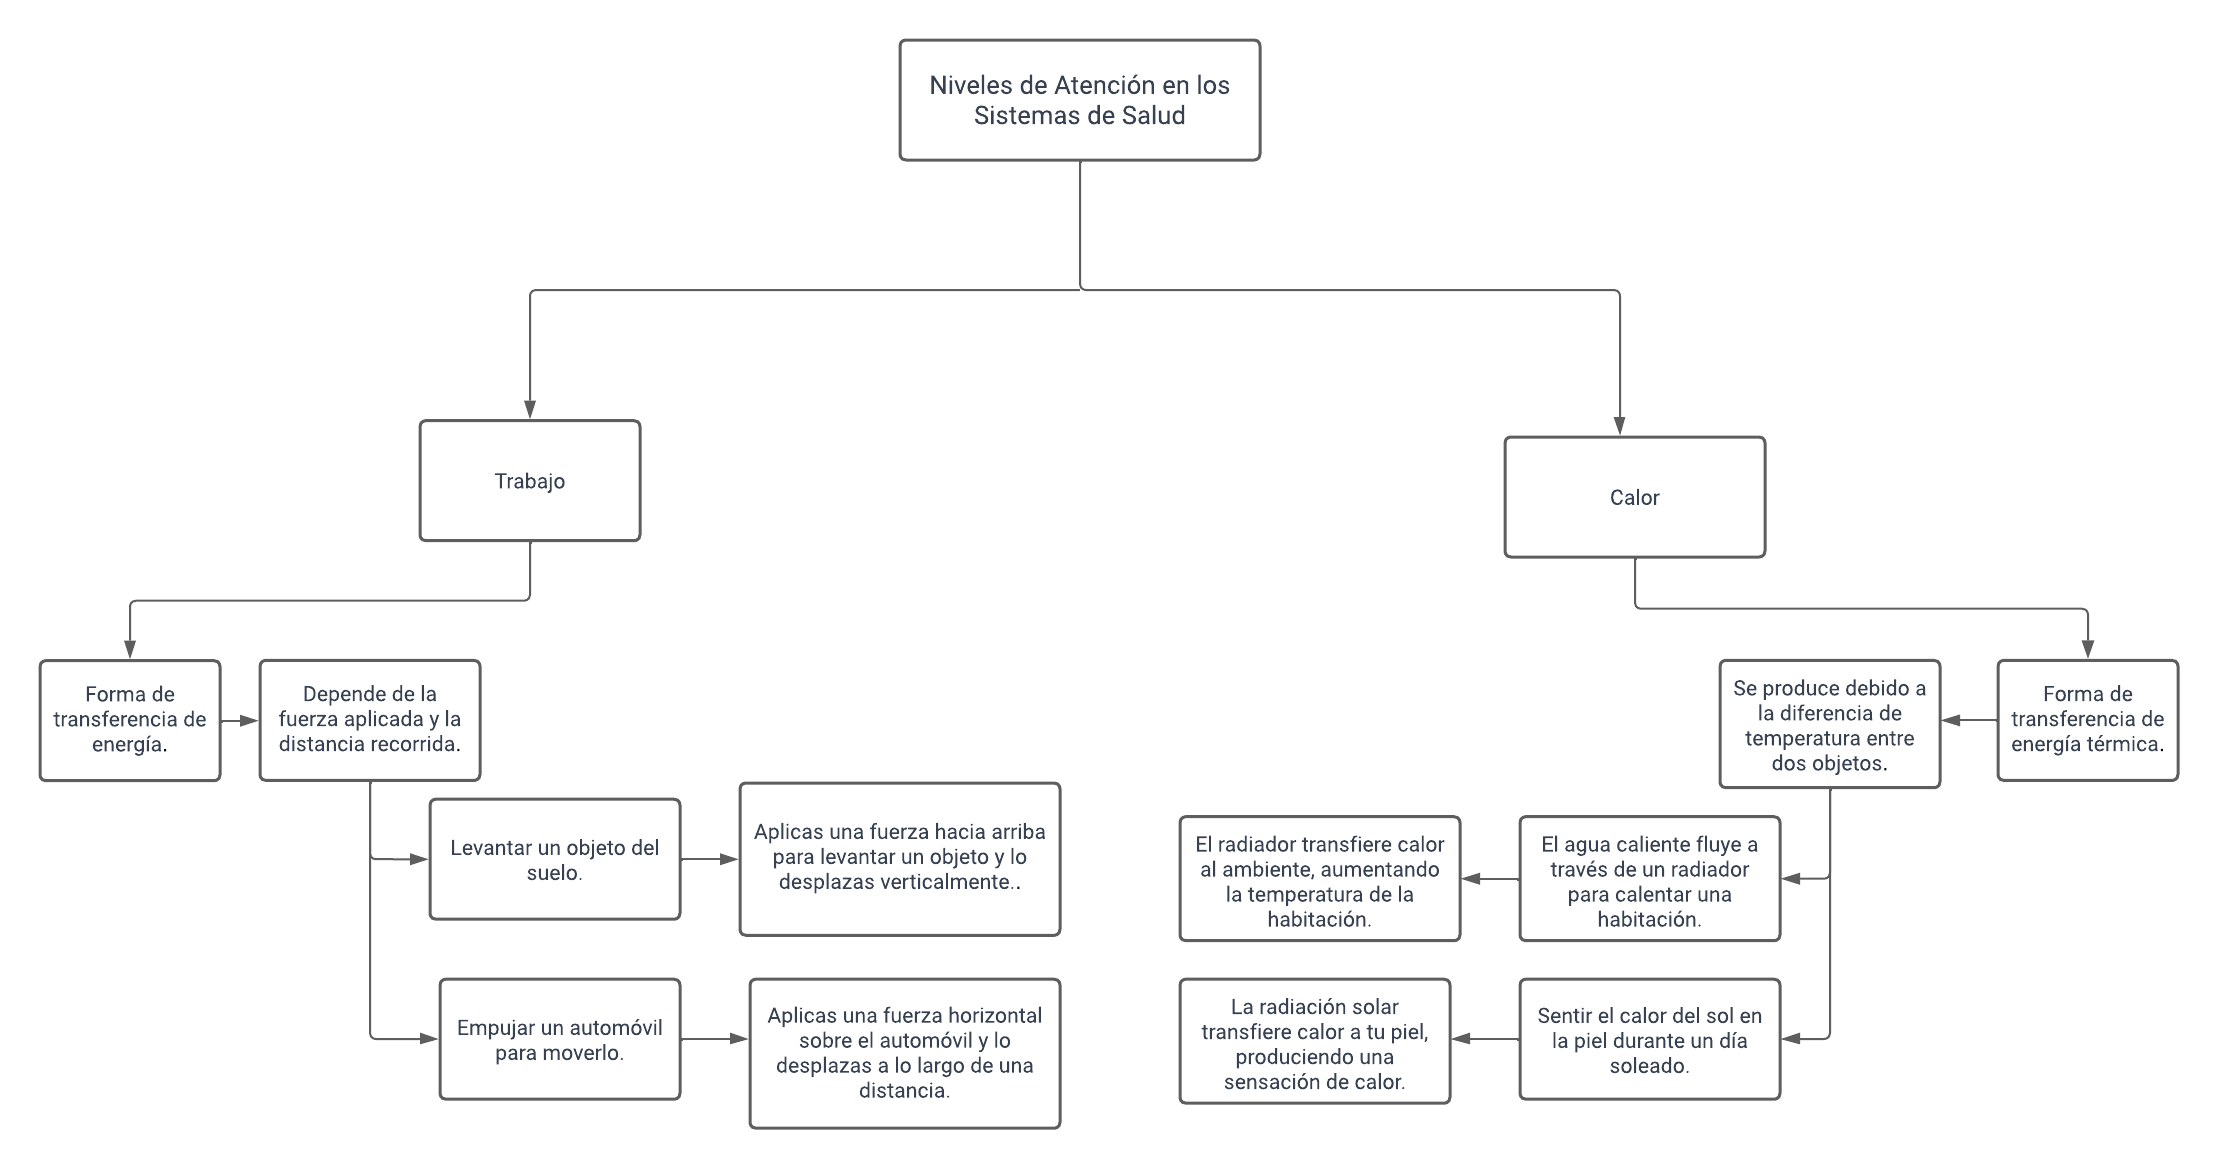 Niveles de Atención en los
Sistemas de Salud
Trabajo
Calor
Forma de
transferencia de
energía.
Depende de la
fuerza aplicada y la
distancia recorrida.
Levantar un objeto del
suelo.
Aplicas una fuerza hacia arriba
para levantar un objeto y lo
desplazas verticalmente..
Empujar un automóvil
para moverlo.
Aplicas una fuerza horizontal
sobre el automóvil y lo
desplazas a lo largo de una
distancia.
Forma de
transferencia de
energía térmica.
Se produce debido a
la diferencia de
temperatura entre
dos objetos.
El agua caliente fluye a
través de un radiador
para calentar una
habitación.
El radiador transfiere calor
al ambiente, aumentando
la temperatura de la
habitación.
Sentir el calor del sol en
la piel durante un día
soleado.
La radiación solar
transfiere calor a tu piel,
produciendo una
sensación de calor.